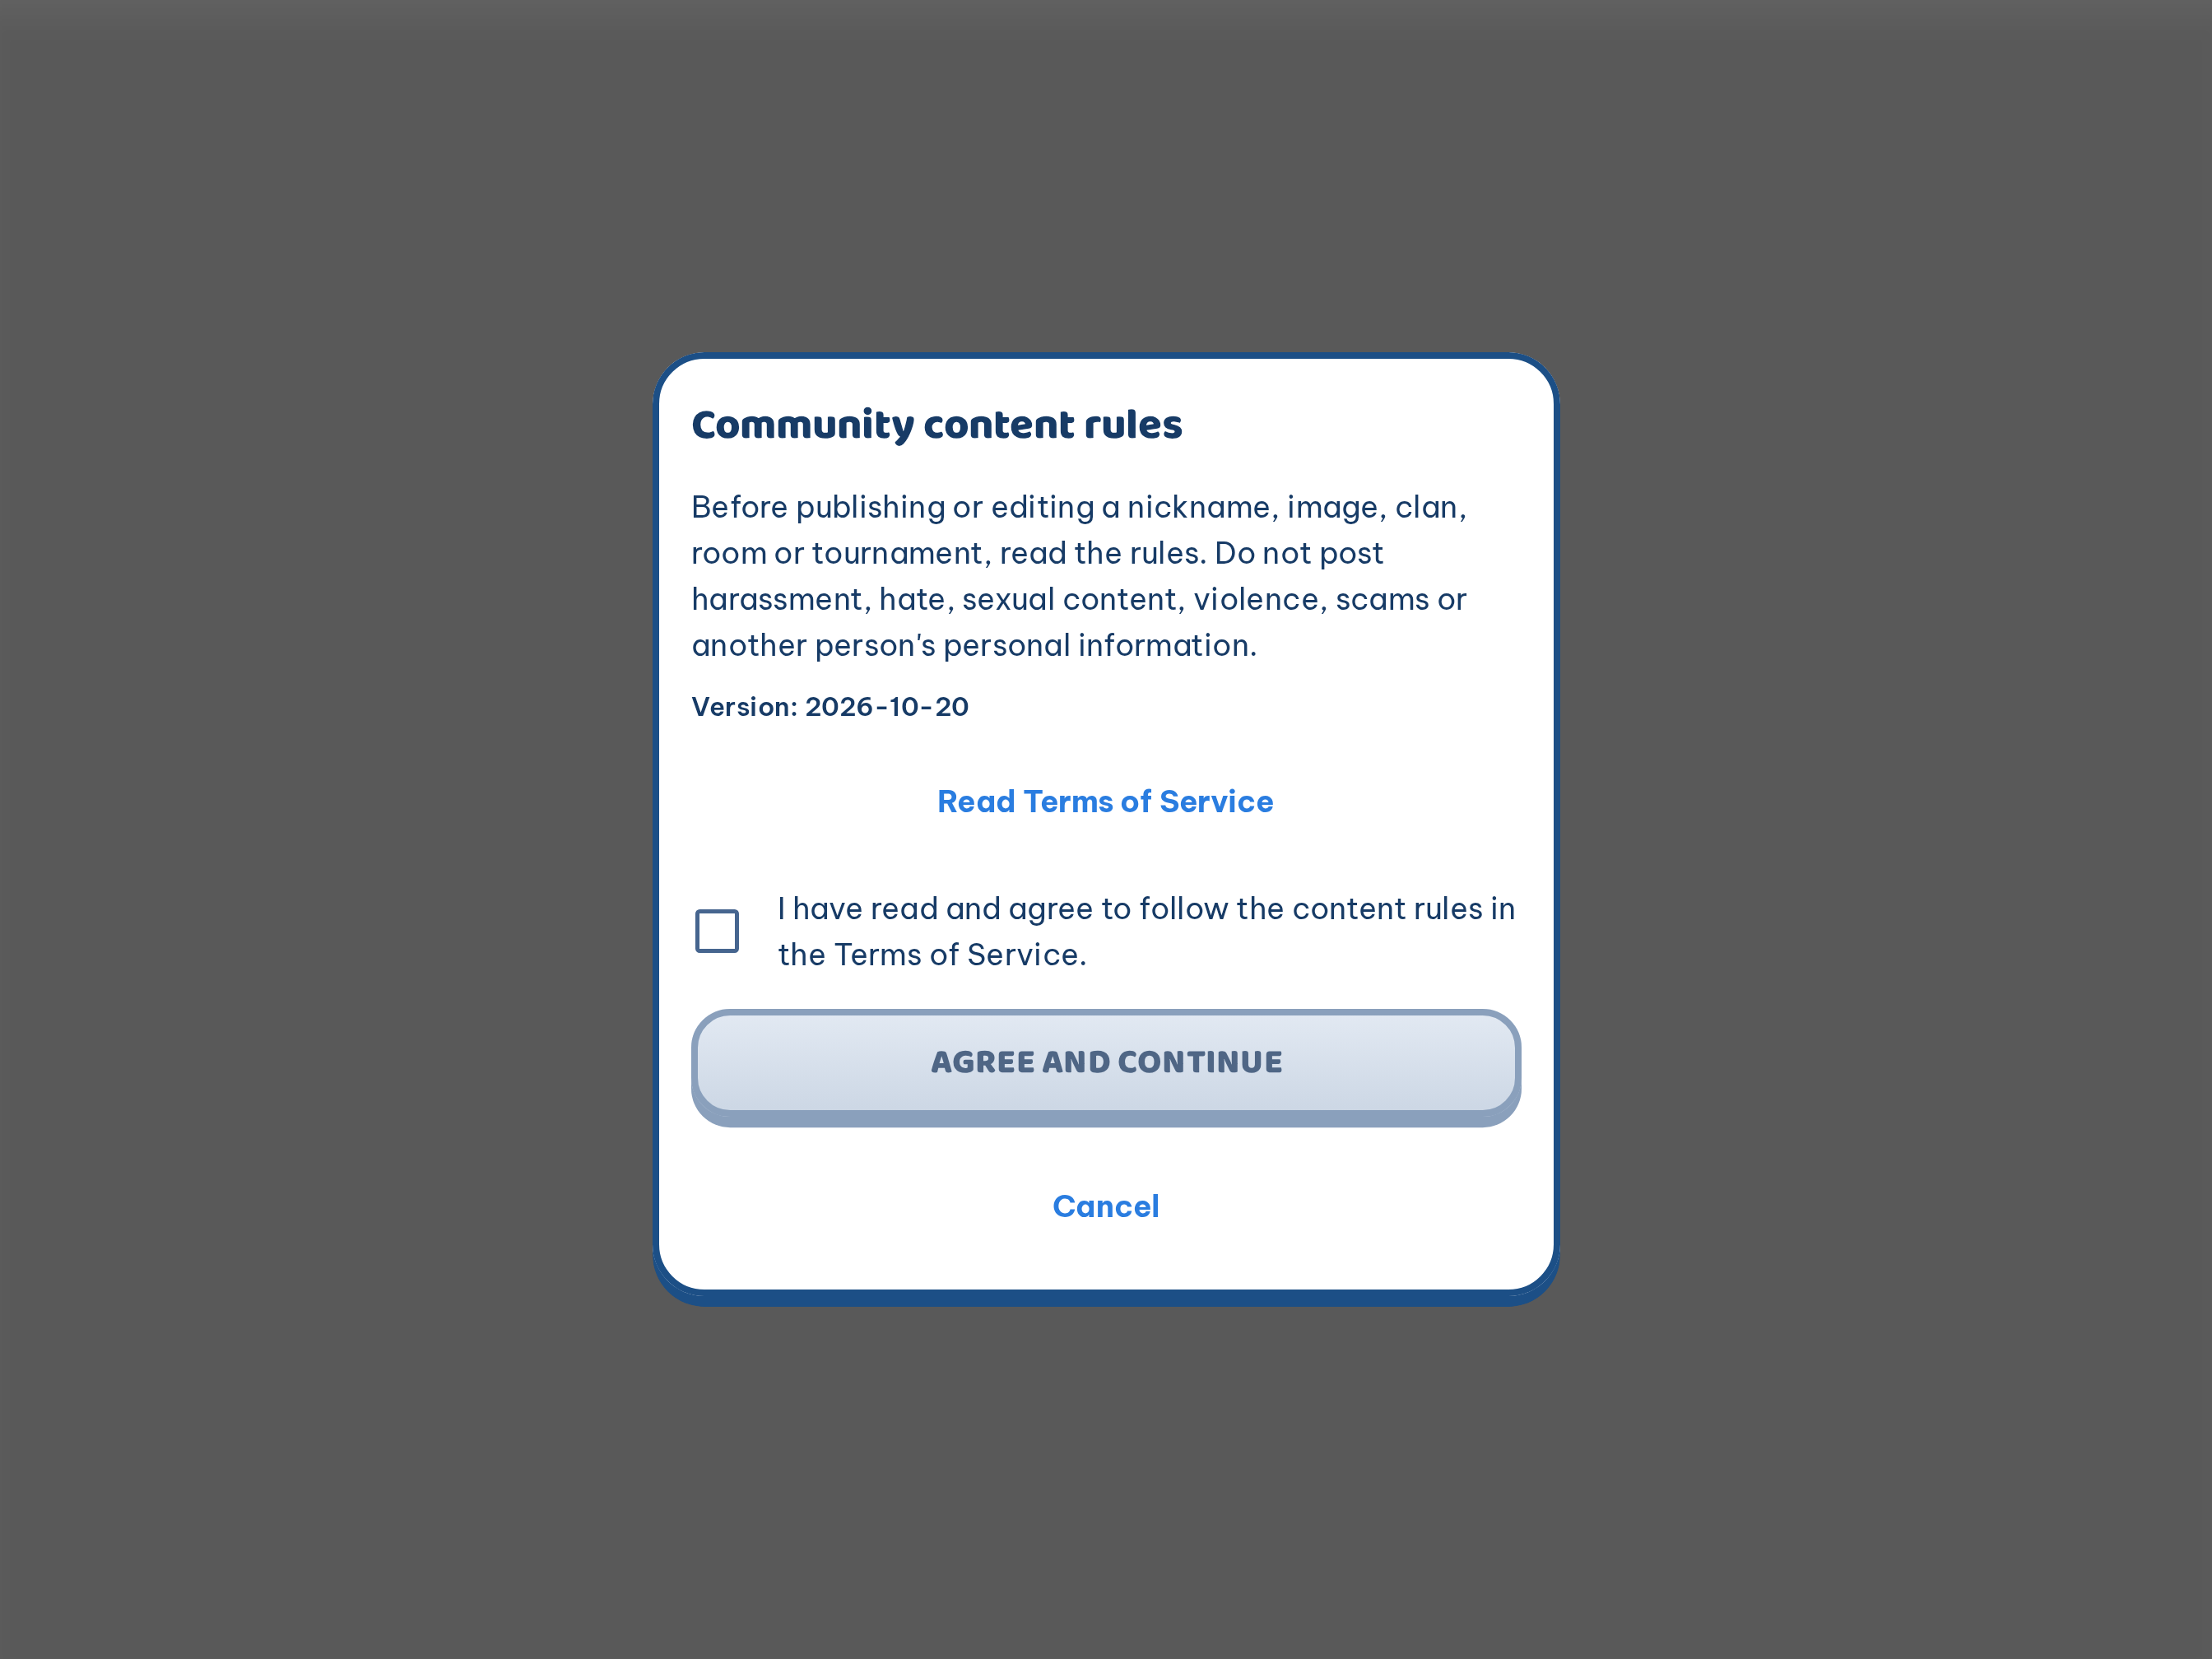 Community content rules
Before publishing or editing a nickname, image, clan,
room or tournament, read the rules. Do not post
harassment, hate, sexual content, violence, scams or
another person's personal information.
Version: 2026-10-20
Read Terms of Service
I have read and agree to follow the content rules in
the Terms of Service.
AGREE AND CONTINUE
Cancel